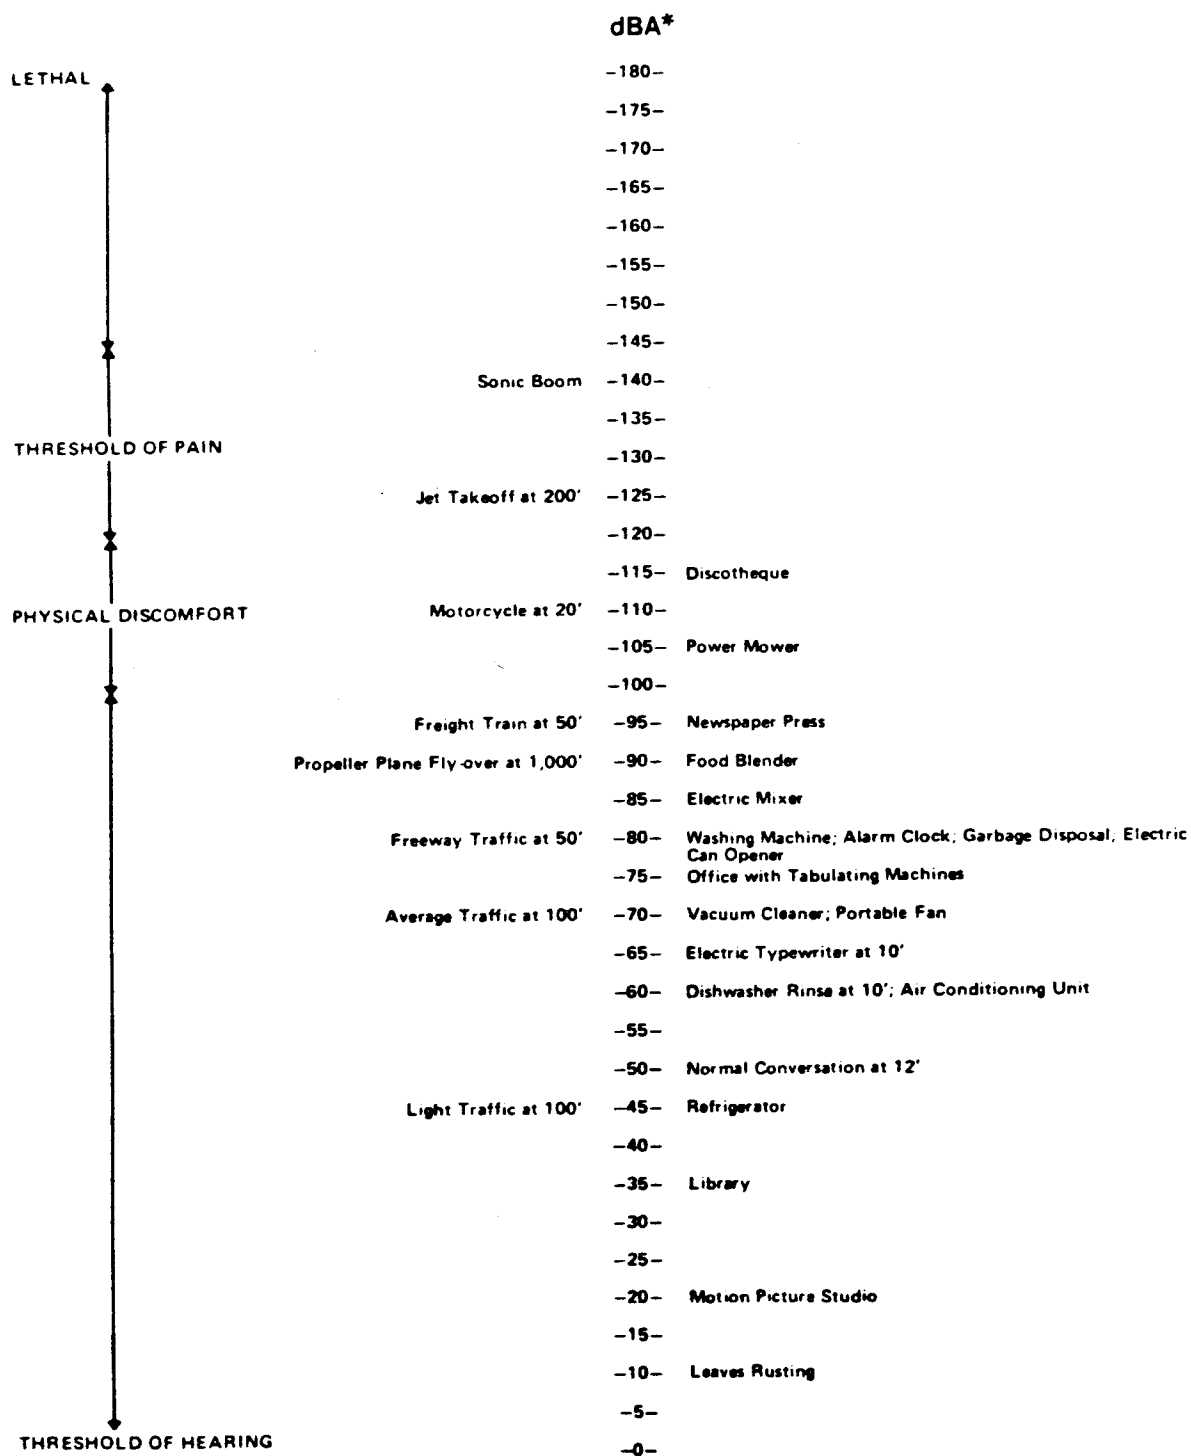 dBA*
LETHAL
–180–
–175–
–170–
–165–
–160–
–155–
–150–
–145–
Sonic Boom –140–
–135–
THRESHOLD OF PAIN
–130–
Jet Takeoff at 200' –125–
–120–
–115– Discotheque
PHYSICAL DISCOMFORT
Motorcycle at 20' –110–
–105– Power Mower
–100–
Freight Train at 50' –95– Newspaper Press
Propeller Plane Fly-over at 1,000' –90– Food Blender
–85– Electric Mixer
Freeway Traffic at 50' –80– Washing Machine; Alarm Clock; Garbage Disposal; Electric
Can Opener
–75– Office with Tabulating Machines
Average Traffic at 100' –70– Vacuum Cleaner; Portable Fan
–65– Electric Typewriter at 10'
–60– Dishwasher Rinse at 10'; Air Conditioning Unit
–55–
–50– Normal Conversation at 12'
Light Traffic at 100' –45– Refrigerator
–40–
–35– Library
–30–
–25–
–20– Motion Picture Studio
–15–
–10– Leaves Rusting
–5–
THRESHOLD OF HEARING
–0–